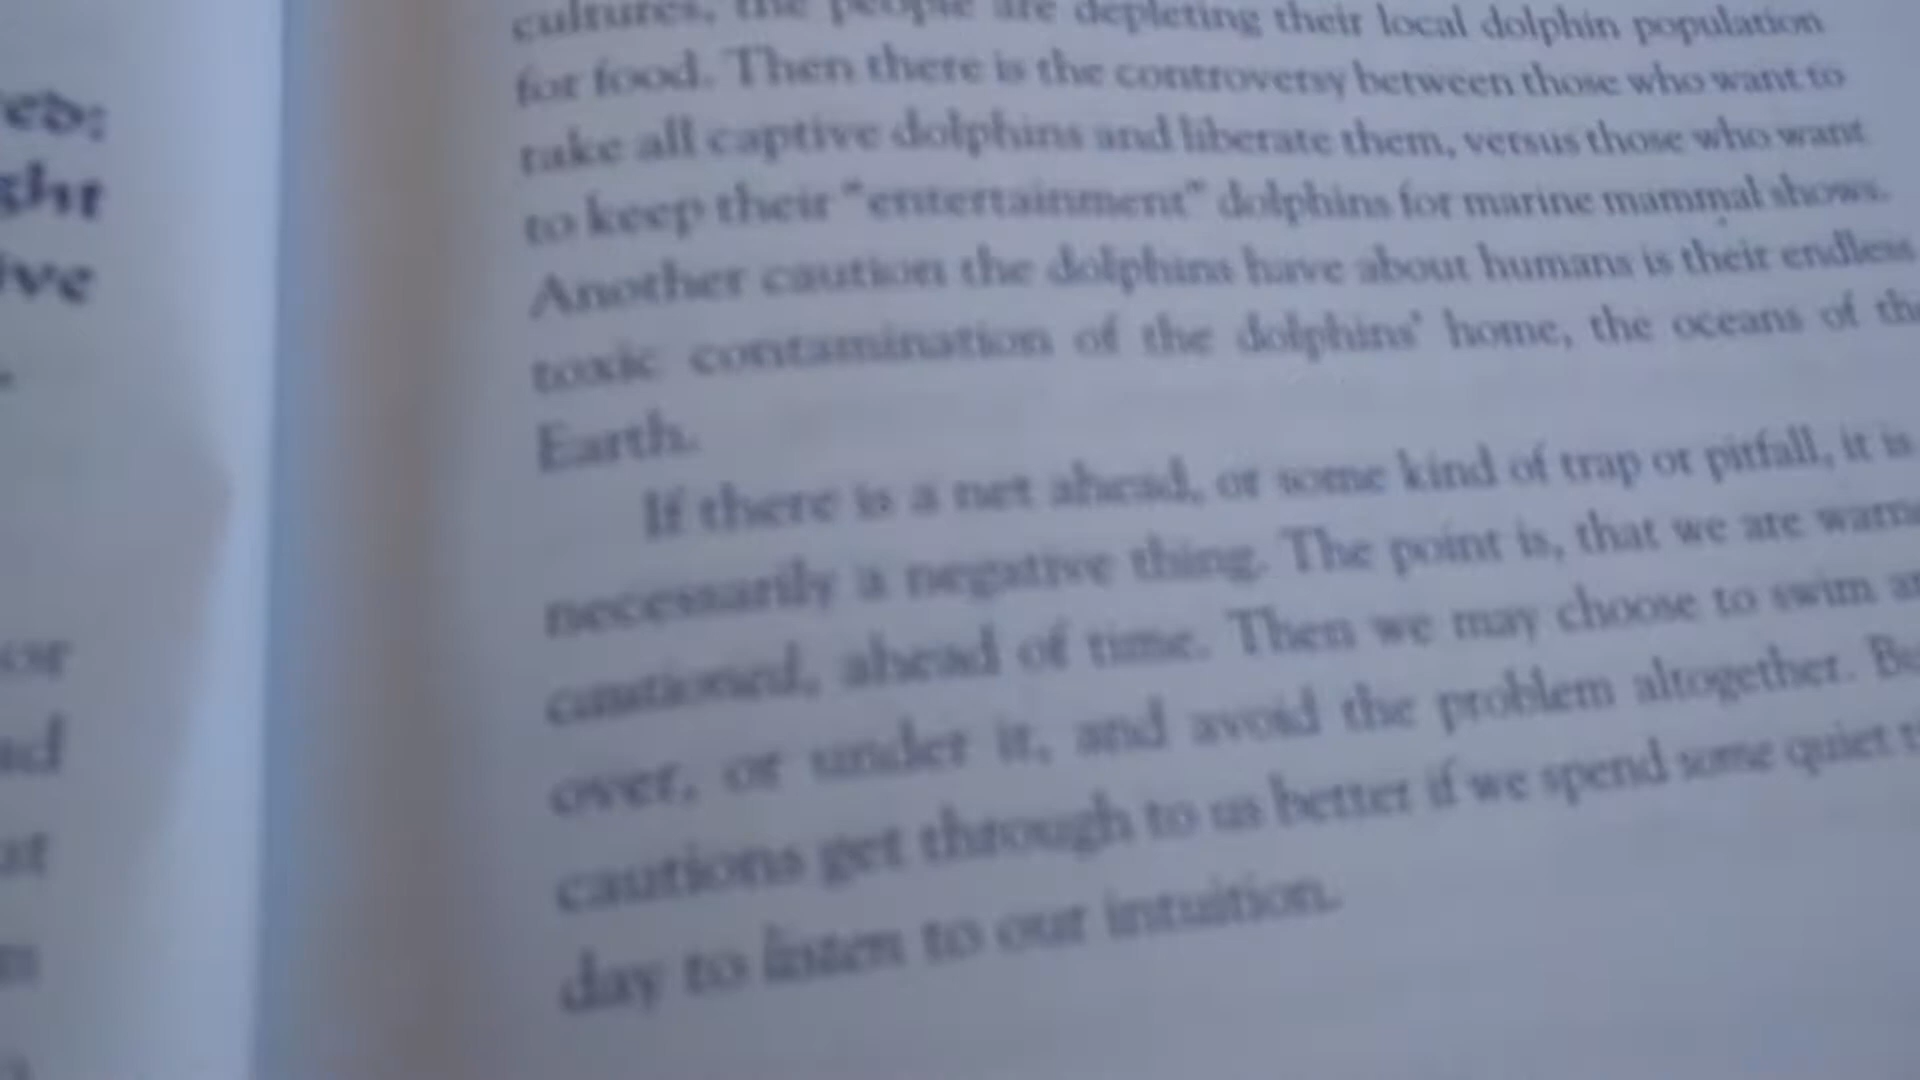 cultures, the people are depleting their local dolphin population
for food. Then there is the controversy between those who want to
take all captive dolphins and liberate them, versus those who want
to keep their “entertainment” dolphins for marine mammal shows.
Another caution the dolphins have about humans is their endless
toxic contamination of the dolphins’ home, the oceans of the
Earth.
If there is a net ahead, or some kind of trap or pitfall, it is
necessarily a negative thing. The point is, that we are
cautioned, ahead of time. Then we may choose to swim
over, or under it, and avoid the problem altogether.
cautions get through to us better if we spend some quiet
day to listen to our intuition.